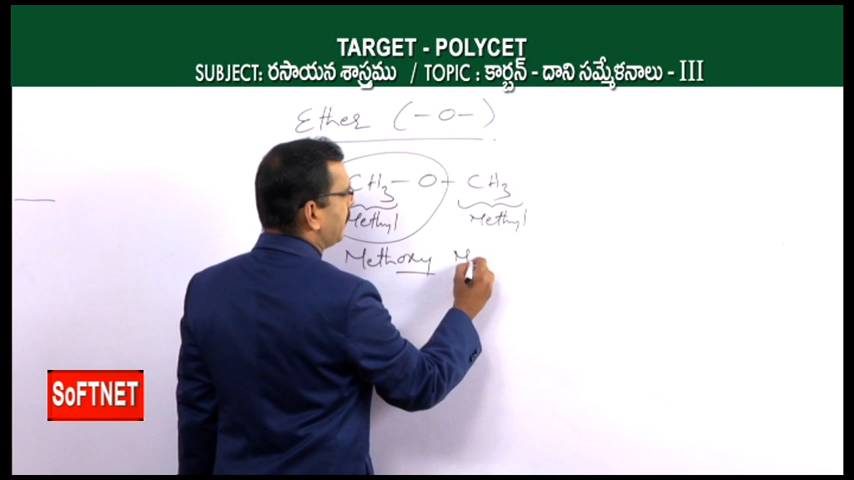 TARGET - POLYCET
SUBJECT: రసాయన శాస్త్రము / TOPIC : కార్బన్ - దాని సమ్మేళనాలు - III
Ether (-O-)
CH3 - O - CH3
Methyl Methyl
Methoxy M
SoFTNET